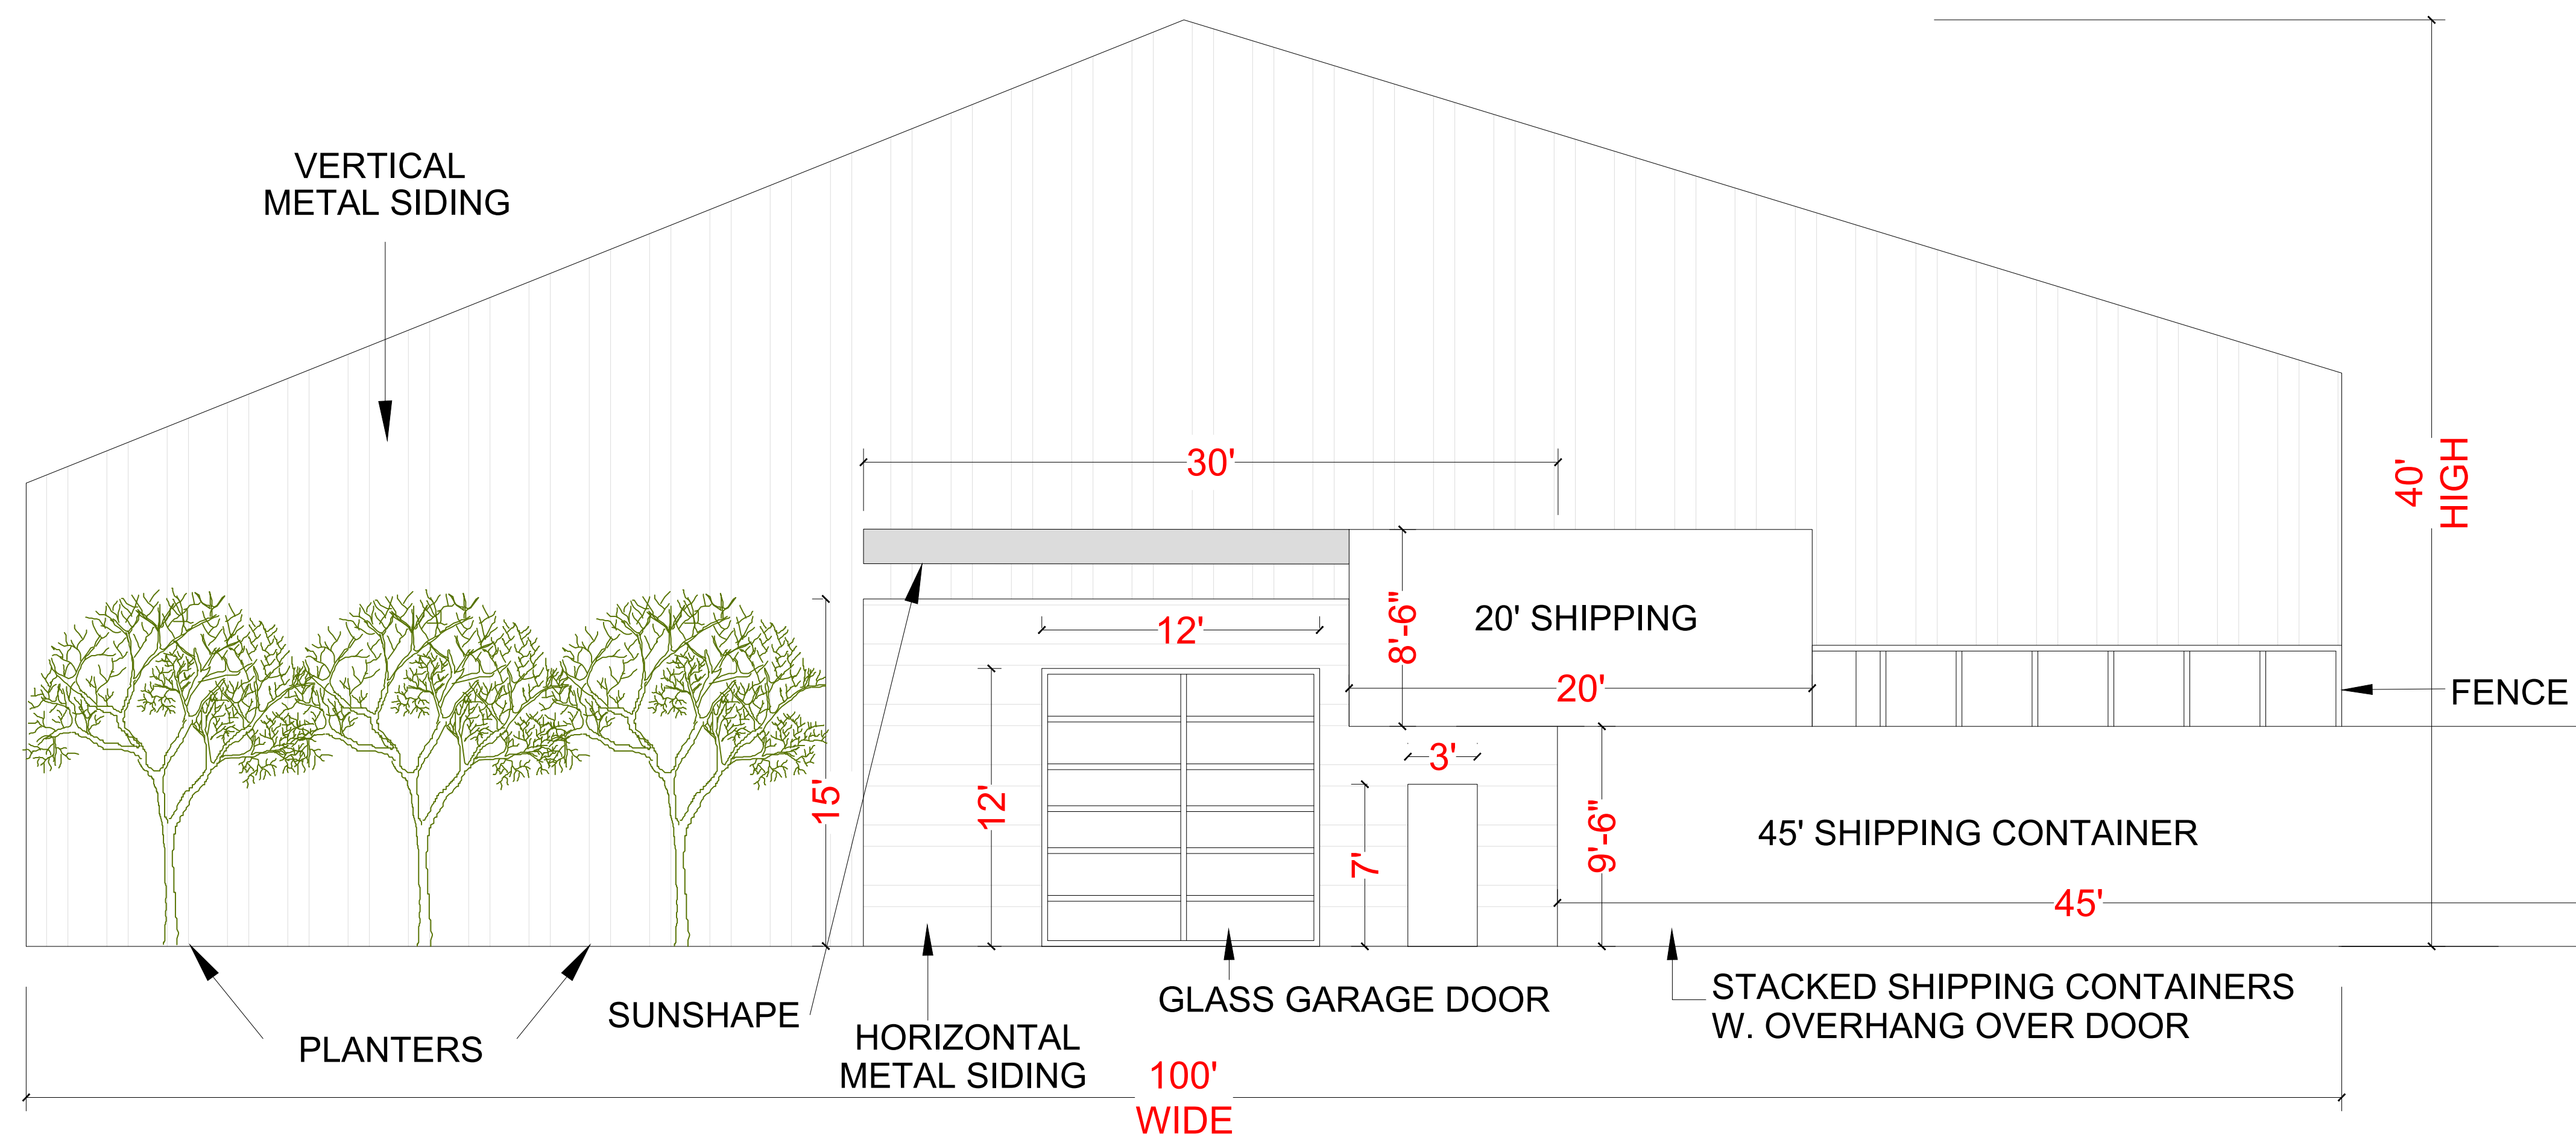 VERTICAL
METAL SIDING
40'
HIGH
30'
8'-6"
20' SHIPPING
12'
20'
FENCE
3'
15'
12'
7'
9'-6"
45' SHIPPING CONTAINER
45'
PLANTERS
SUNSHAPE
HORIZONTAL
METAL SIDING
GLASS GARAGE DOOR
STACKED SHIPPING CONTAINERS
W. OVERHANG OVER DOOR
100'
WIDE